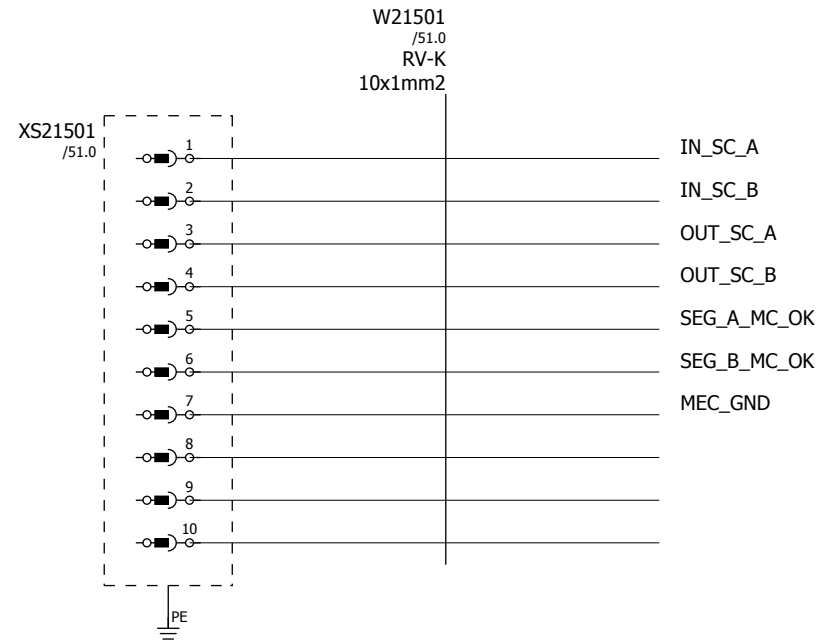 W21501
/51.0
RV-K
10x1mm2
XS21501
/51.0
1
IN_SC_A
2
IN_SC_B
3
OUT_SC_A
4
OUT_SC_B
5
SEG_A_MC_OK
6
SEG_B_MC_OK
7
MEC_GND
8
9
10
PE